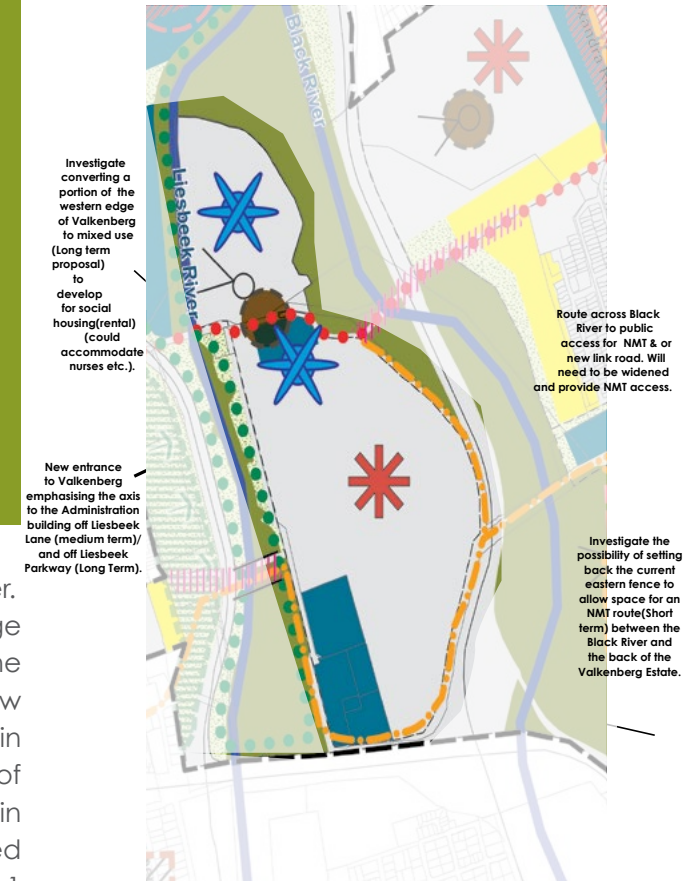 Black River
xandra R
Investigate
converting a
portion of the
western edge
of Valkenberg
to mixed use
(Long term
proposal)
to
develop
for social
housing(rental)
(could
accommodate
nurses etc.).
Liesbeek River
Route across Black
River to public
access for NMT & or
new link road. Will
need to be widened
and provide NMT access.
New entrance
to Valkenberg
emphasising the axis
to the Administration
building off Liesbeek
Lane (medium term)/
and off Liesbeek
Parkway (Long Term).
Investigate the
possibility of setting
back the current
eastern fence to
allow space for an
NMT route(Short
term) between the
Black River and
the back of the
Valkenberg Estate.
er.
ge
ne
w
in
of
in
ed